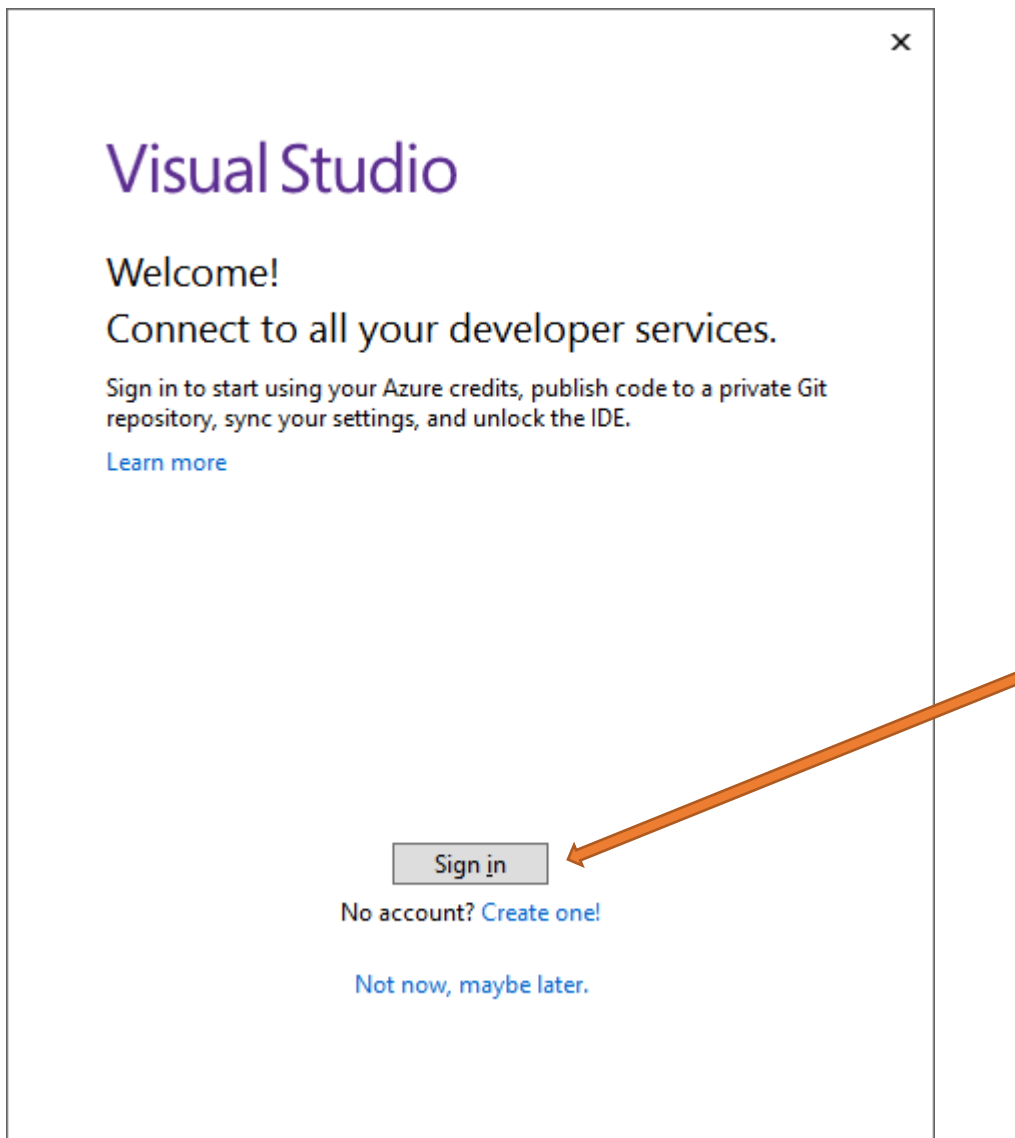 Visual Studio
Welcome!
Connect to all your developer services.
Sign in to start using your Azure credits, publish code to a private Git
repository, sync your settings, and unlock the IDE.
Learn more
Sign in
No account? Create one!
Not now, maybe later.